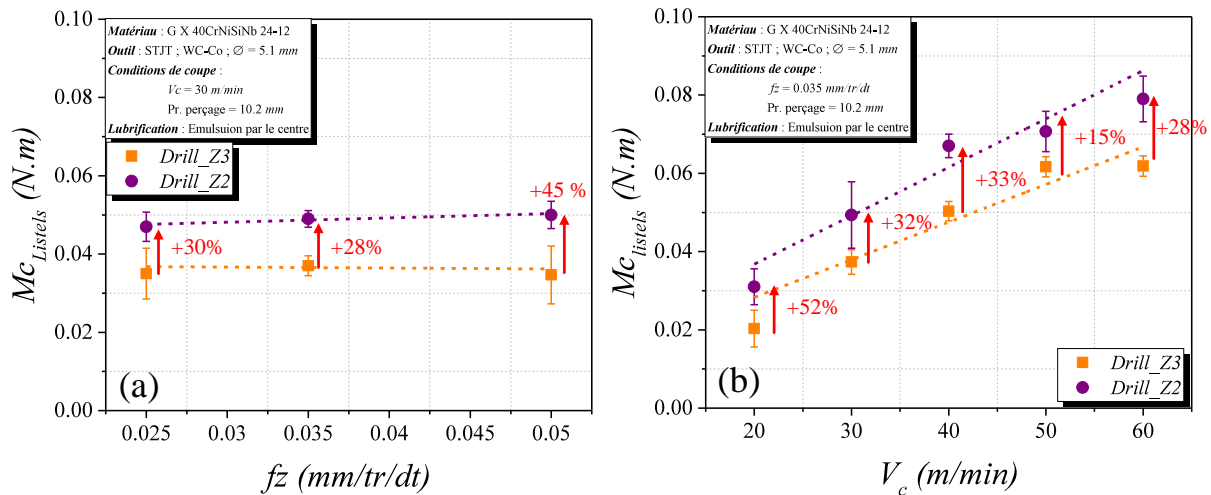 Matériau : G X 40CrNiSiNb 24-12
Outil : STJT ; WC-Co ; ∅ = 5.1 mm
Conditions de coupe :
Vc = 30 m/min
Pr. perçage = 10.2 mm
Lubrification : Emulsuion par le centre
Drill_Z3
Drill_Z2
+30%
+28%
+45 %
(a)
0.10
0.08
0.06
0.04
0.02
0.00
Mc_Listels (N.m)
0.025
0.03
0.035
0.04
0.045
0.05
fz (mm/tr/dt)
Matériau : G X 40CrNiSiNb 24-12
Outil : STJT ; WC-Co ; ∅ = 5.1 mm
Conditions de coupe :
fz = 0.035 mm/tr/dt
Pr. perçage = 10.2 mm
Lubrification : Emulsuion par le centre
+52%
+32%
+33%
+15%
+28%
Drill_Z3
Drill_Z2
(b)
0.10
0.08
0.06
0.04
0.02
0.00
Mc_listels (N.m)
20
30
40
50
60
V_c (m/min)